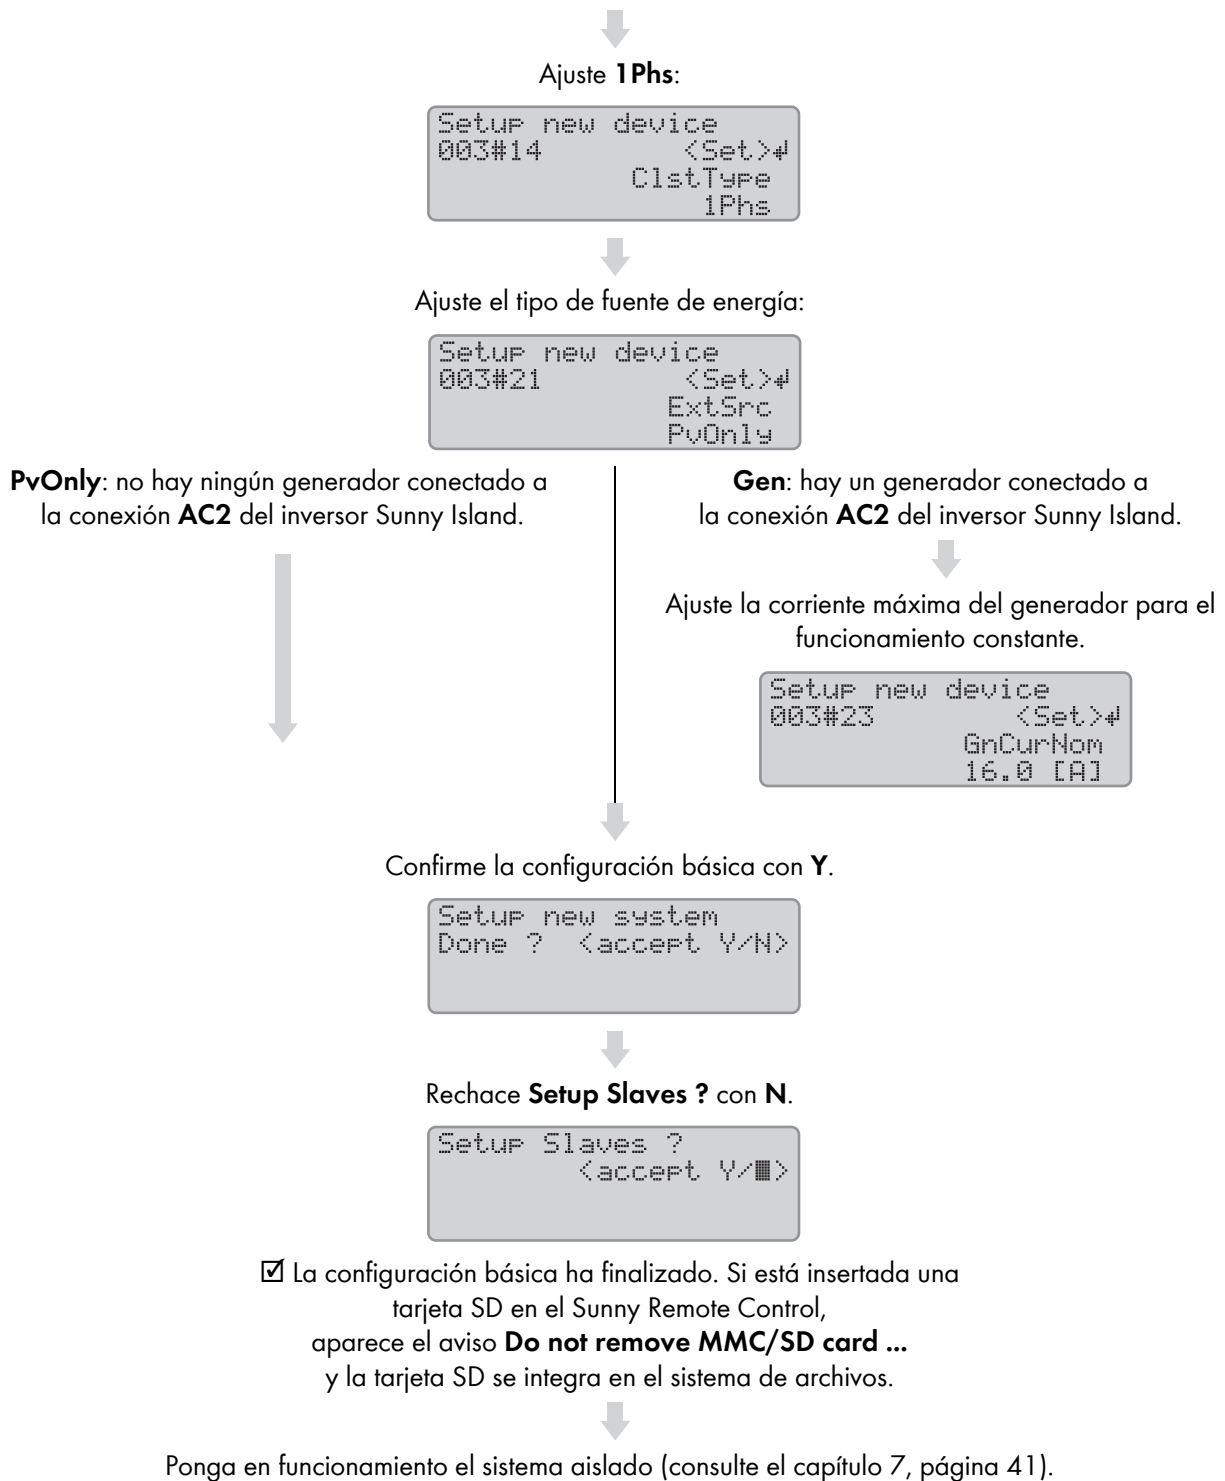 Ajuste 1Phs:
Setup new device
003#14 <Set>↲
ClstType
1Phs
Ajuste el tipo de fuente de energía:
Setup new device
003#21 <Set>↲
ExtSrc
PvOnly
PvOnly: no hay ningún generador conectado a
la conexión AC2 del inversor Sunny Island.
Gen: hay un generador conectado a
la conexión AC2 del inversor Sunny Island.
Ajuste la corriente máxima del generador para el
funcionamiento constante.
Setup new device
003#23 <Set>↲
GnCurNom
16.0 [A]
Confirme la configuración básica con Y.
Setup new system
Done ? <accept Y/N>
Rechace Setup Slaves ? con N.
Setup Slaves ?
<accept Y/█>
☑ La configuración básica ha finalizado. Si está insertada una
tarjeta SD en el Sunny Remote Control,
aparece el aviso Do not remove MMC/SD card ...
y la tarjeta SD se integra en el sistema de archivos.
Ponga en funcionamiento el sistema aislado (consulte el capítulo 7, página 41).